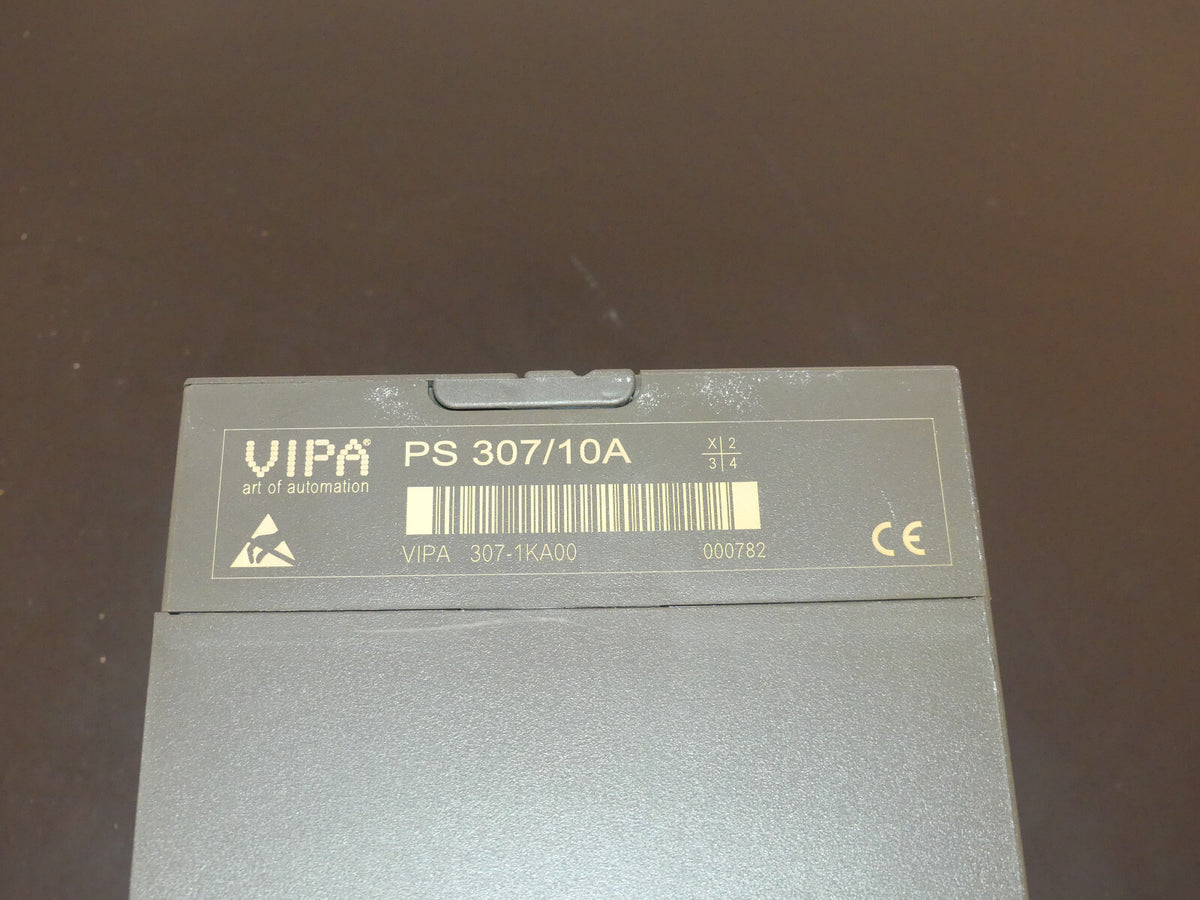 VIPA®
art of automation
PS 307/10A
X 2
3 4
VIPA 307-1KA00 000782
CE